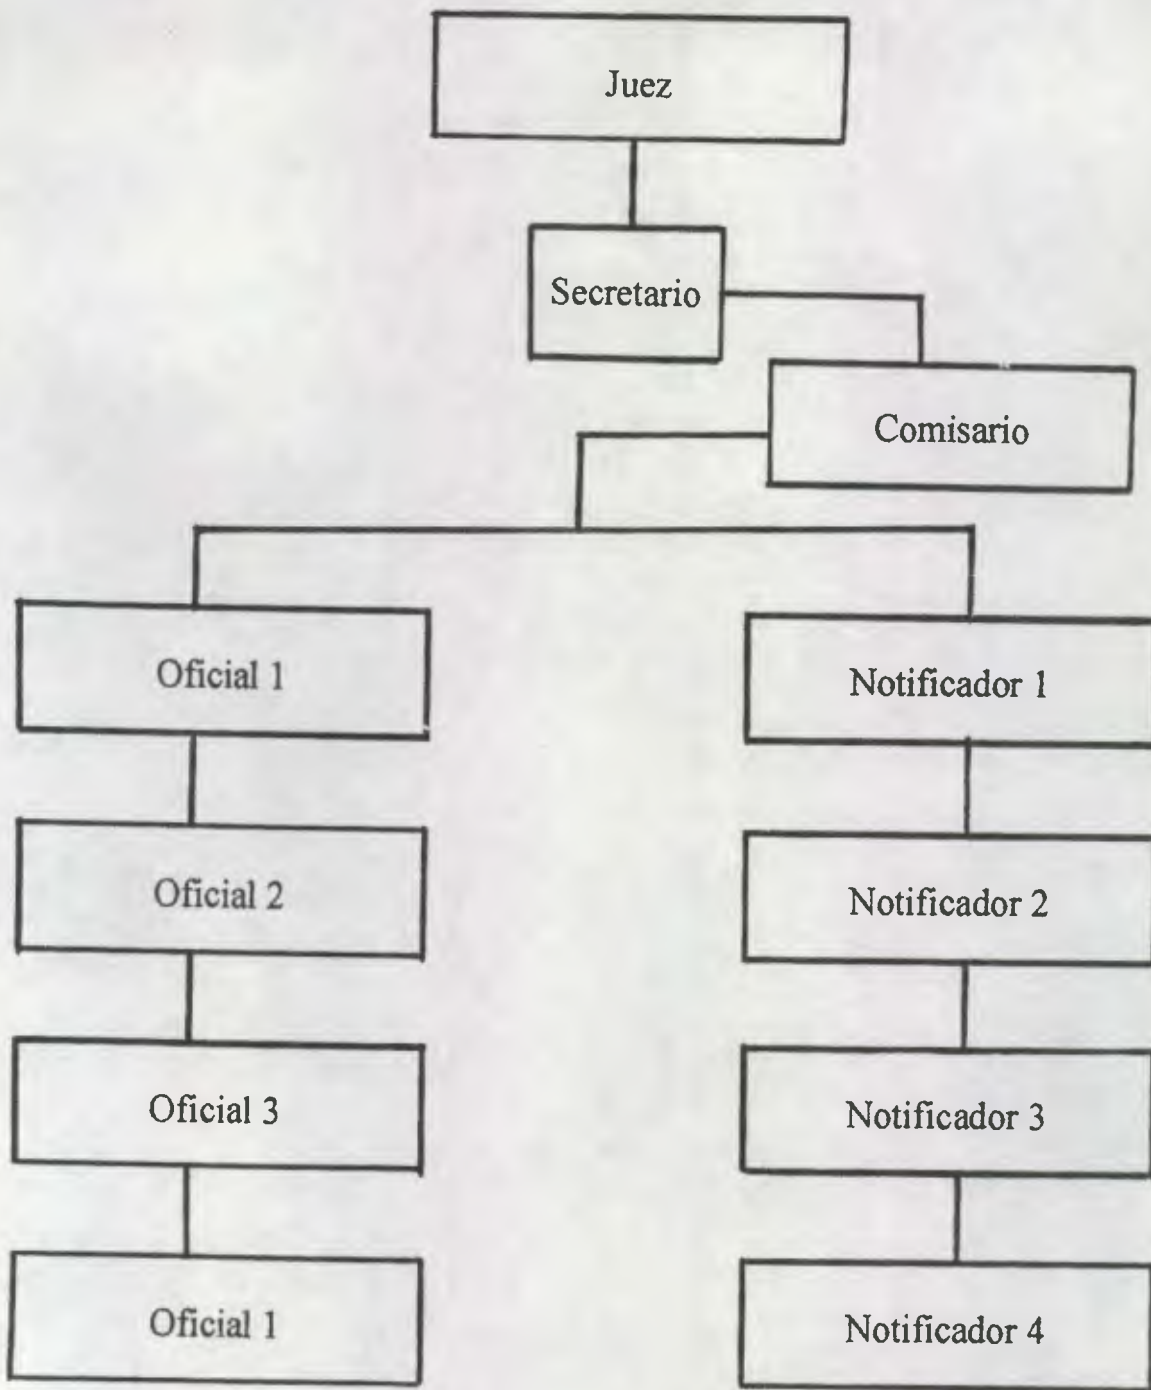 Juez
Secretario
Comisario
Oficial 1
Notificador 1
Oficial 2
Notificador 2
Oficial 3
Notificador 3
Oficial 1
Notificador 4